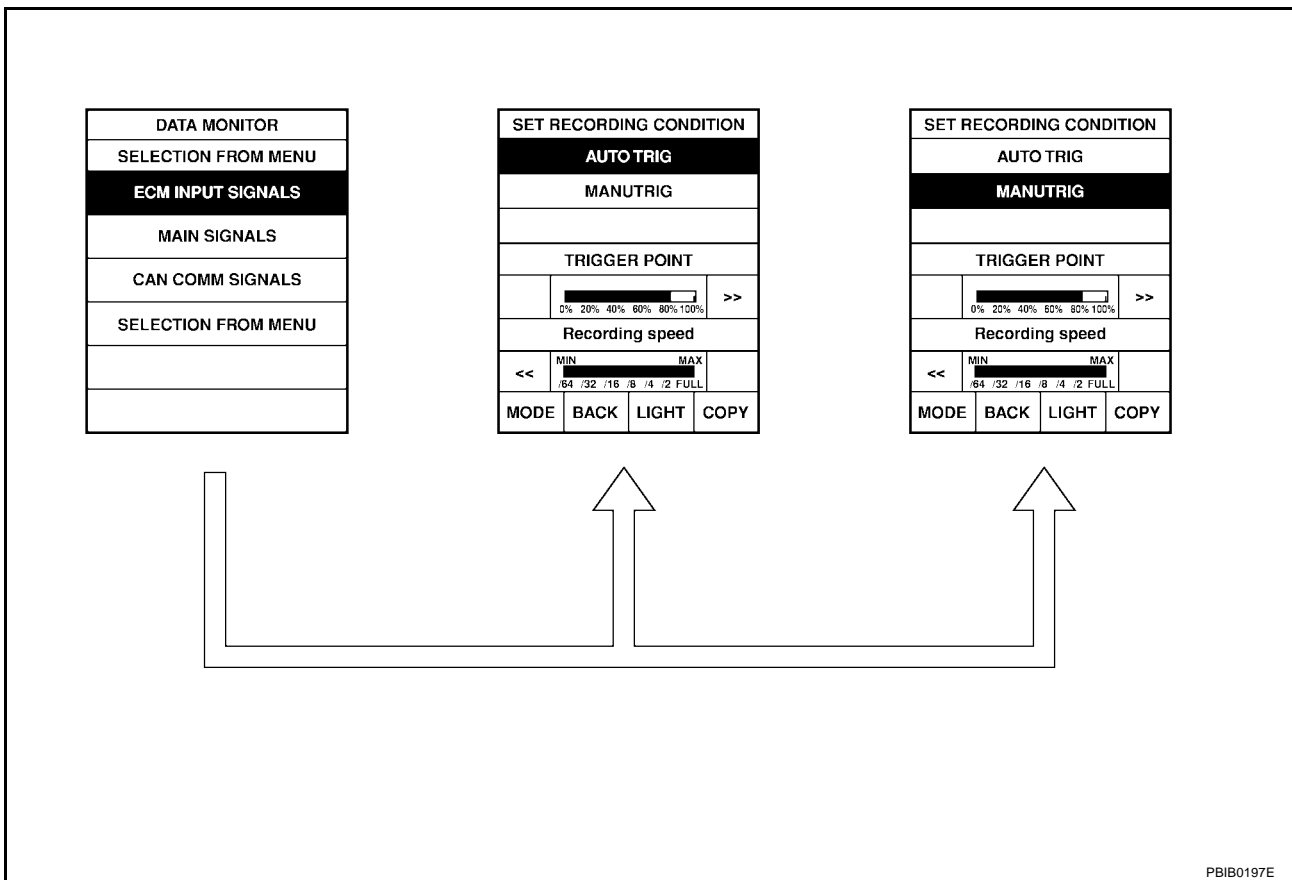 DATA MONITOR
SELECTION FROM MENU
ECM INPUT SIGNALS
MAIN SIGNALS
CAN COMM SIGNALS
SELECTION FROM MENU
SET RECORDING CONDITION
AUTO TRIG
MANUTRIG
TRIGGER POINT
>>
0% 20% 40% 60% 80% 100%
Recording speed
MIN MAX
<<
/64 /32 /16 /8 /4 /2 FULL
MODE BACK LIGHT COPY
SET RECORDING CONDITION
AUTO TRIG
MANUTRIG
TRIGGER POINT
>>
0% 20% 40% 60% 80% 100%
Recording speed
MIN MAX
<<
/64 /32 /16 /8 /4 /2 FULL
MODE BACK LIGHT COPY
PBIB0197E